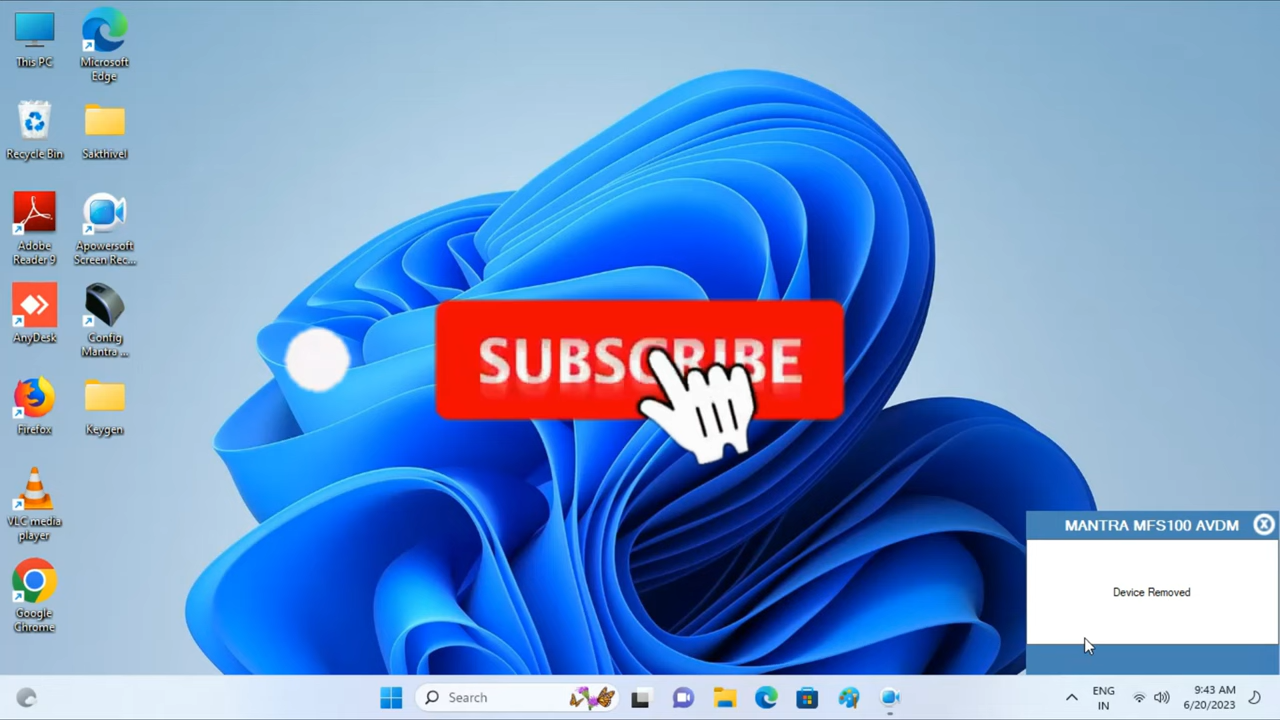 This PC
Microsoft
Edge
Recycle Bin
Sakthivel
Adobe
Reader 9
Apowersoft
Screen Rec...
AnyDesk
Config
Mantra ...
Firefox
Keygen
VLC media
player
Google
Chrome
SUBSCRIBE
MANTRA MFS100 AVDM
Device Removed
Search
ENG
IN
9:43 AM
6/20/2023